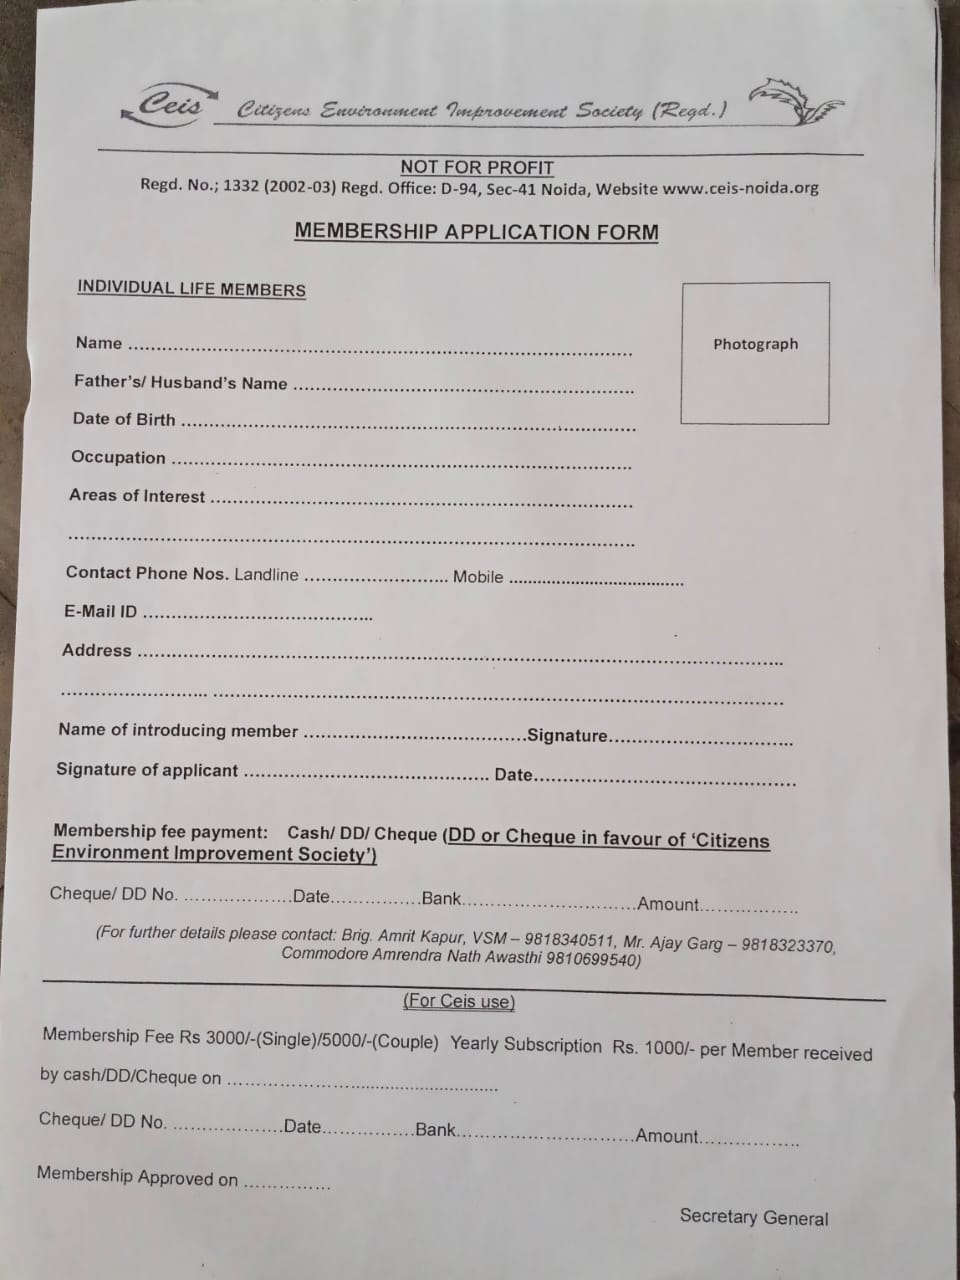 Ceis Citizens Environment Improvement Society (Regd.)
NOT FOR PROFIT
Regd. No.; 1332 (2002-03) Regd. Office: D-94, Sec-41 Noida, Website www.ceis-noida.org
MEMBERSHIP APPLICATION FORM
INDIVIDUAL LIFE MEMBERS
Photograph
Name ........................................................................
Father's/ Husband's Name ........................................................................
Date of Birth ........................................................................
Occupation ........................................................................
Areas of Interest ........................................................................
........................................................................
Contact Phone Nos. Landline .......................... Mobile ...................................
E-Mail ID ........................................
Address ........................................................................
.......................... ........................................................................
Name of introducing member ........................................Signature.................................
Signature of applicant ........................................... Date..............................................
Membership fee payment: Cash/ DD/ Cheque (DD or Cheque in favour of 'Citizens
Environment Improvement Society')
Cheque/ DD No. ...................Date................Bank..............................Amount.................
(For further details please contact: Brig. Amrit Kapur, VSM – 9818340511, Mr. Ajay Garg – 9818323370,
Commodore Amrendra Nath Awasthi 9810699540)
(For Ceis use)
Membership Fee Rs 3000/-(Single)/5000/-(Couple) Yearly Subscription Rs. 1000/- per Member received
by cash/DD/Cheque on ................................................
Cheque/ DD No. ...................Date................Bank..............................Amount.................
Membership Approved on ...............
Secretary General